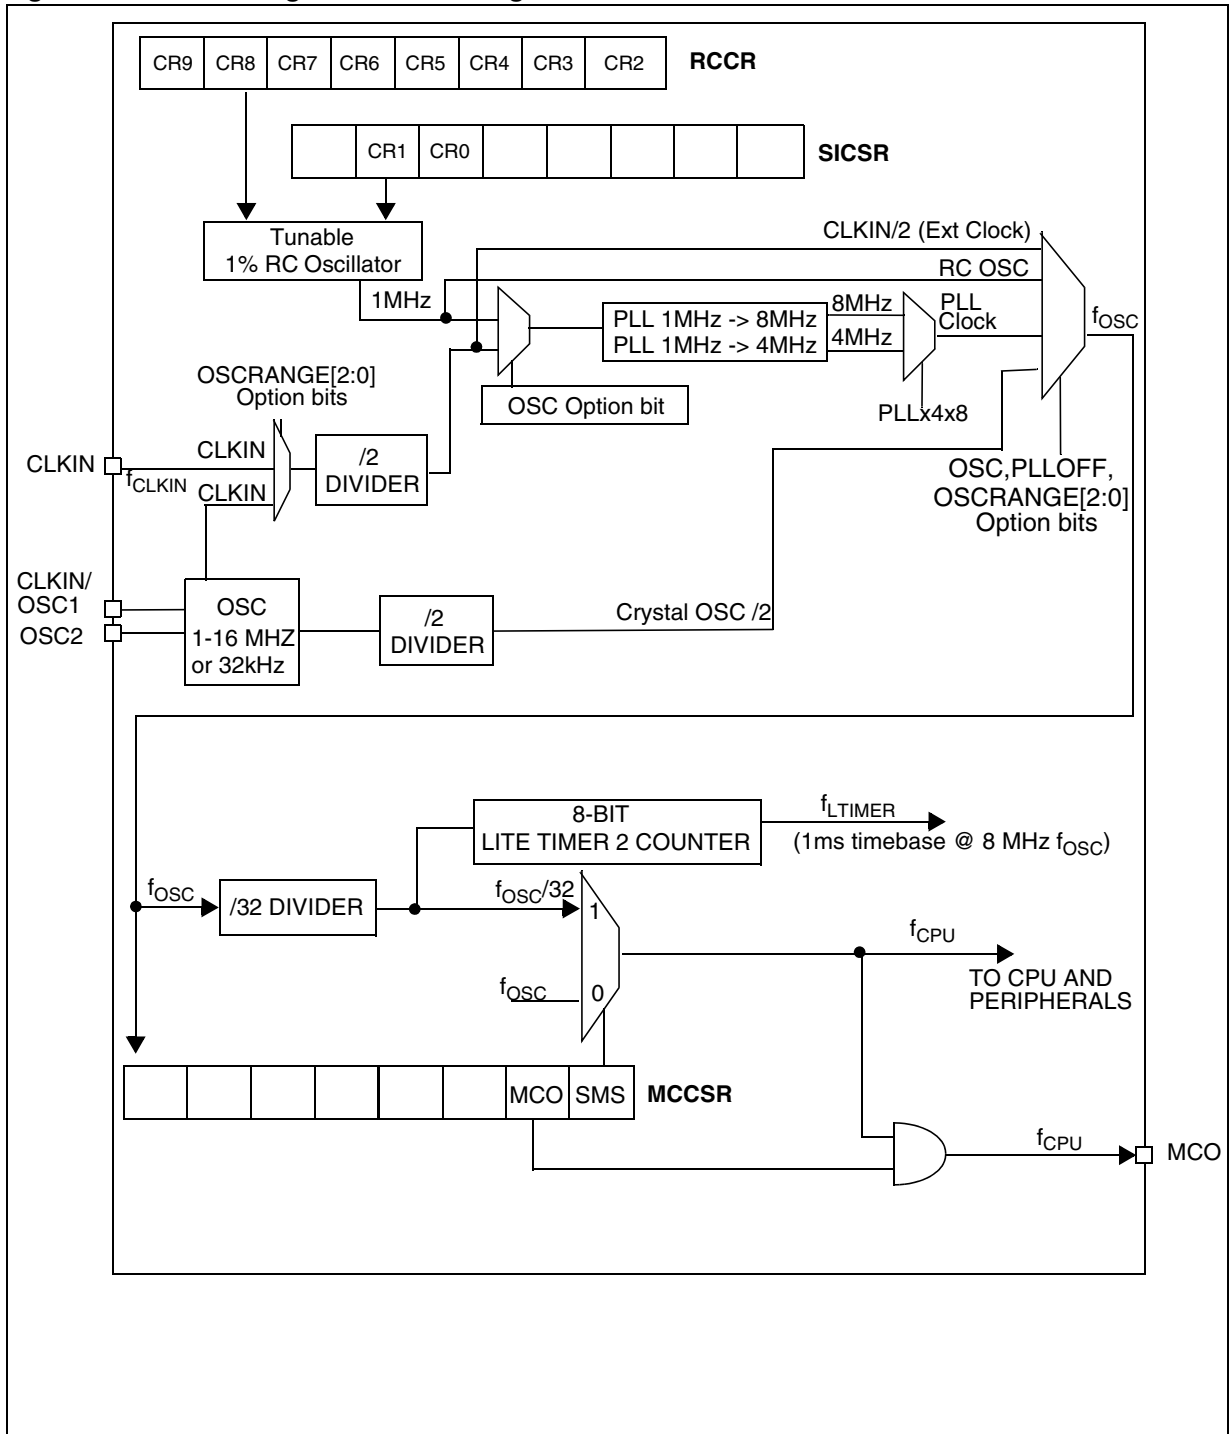 CR9 CR8 CR7 CR6 CR5 CR4 CR3 CR2 RCCR
CR1 CR0 SICSR
Tunable
1% RC Oscillator
CLKIN/2 (Ext Clock)
RC OSC
1MHz
PLL 1MHz -> 8MHz
PLL 1MHz -> 4MHz
8MHz
4MHz
PLL
Clock
fOSC
OSC Option bit
PLLx4x8
OSCRANGE[2:0]
Option bits
CLKIN
fCLKIN
CLKIN
CLKIN
/2
DIVIDER
OSC,PLLOFF,
OSCRANGE[2:0]
Option bits
CLKIN/
OSC1
OSC2
OSC
1-16 MHZ
or 32kHz
/2
DIVIDER
Crystal OSC /2
8-BIT
LITE TIMER 2 COUNTER
fLTIMER
(1ms timebase @ 8 MHz fOSC)
fOSC
/32 DIVIDER
fOSC/32
1
fOSC
0
fCPU
TO CPU AND
PERIPHERALS
MCO SMS MCCSR
fCPU
MCO